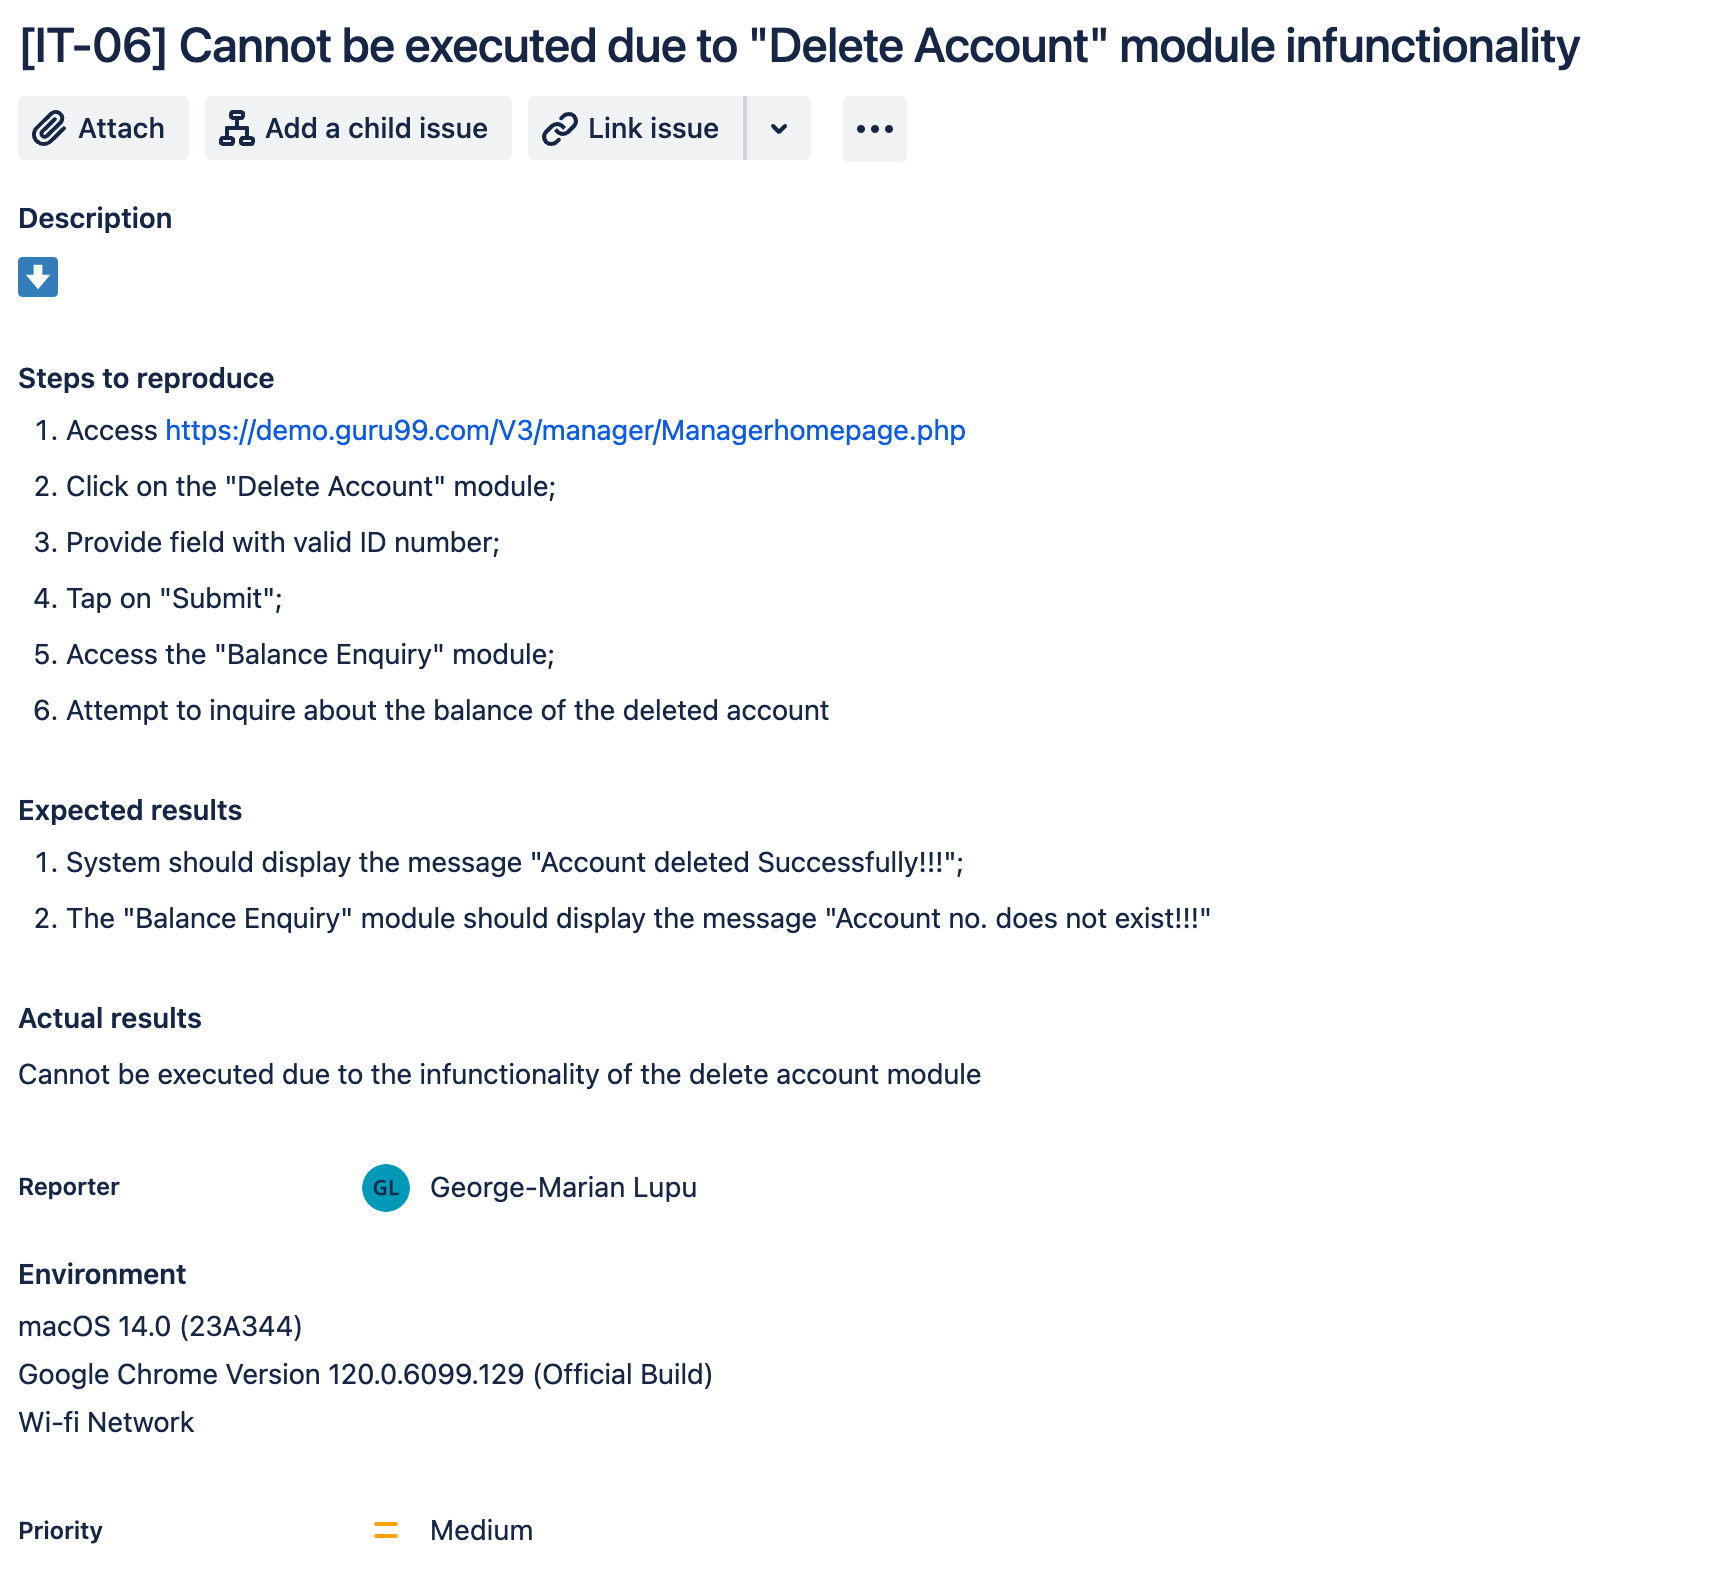 [IT-06] Cannot be executed due to "Delete Account" module infunctionality
Attach
Add a child issue
Link issue
Description
Steps to reproduce
1. Access https://demo.guru99.com/V3/manager/Managerhomepage.php
2. Click on the "Delete Account" module;
3. Provide field with valid ID number;
4. Tap on "Submit";
5. Access the "Balance Enquiry" module;
6. Attempt to inquire about the balance of the deleted account
Expected results
1. System should display the message "Account deleted Successfully!!!";
2. The "Balance Enquiry" module should display the message "Account no. does not exist!!!"
Actual results
Cannot be executed due to the infunctionality of the delete account module
Reporter GL George-Marian Lupu
Environment
macOS 14.0 (23A344)
Google Chrome Version 120.0.6099.129 (Official Build)
Wi-fi Network
Priority Medium